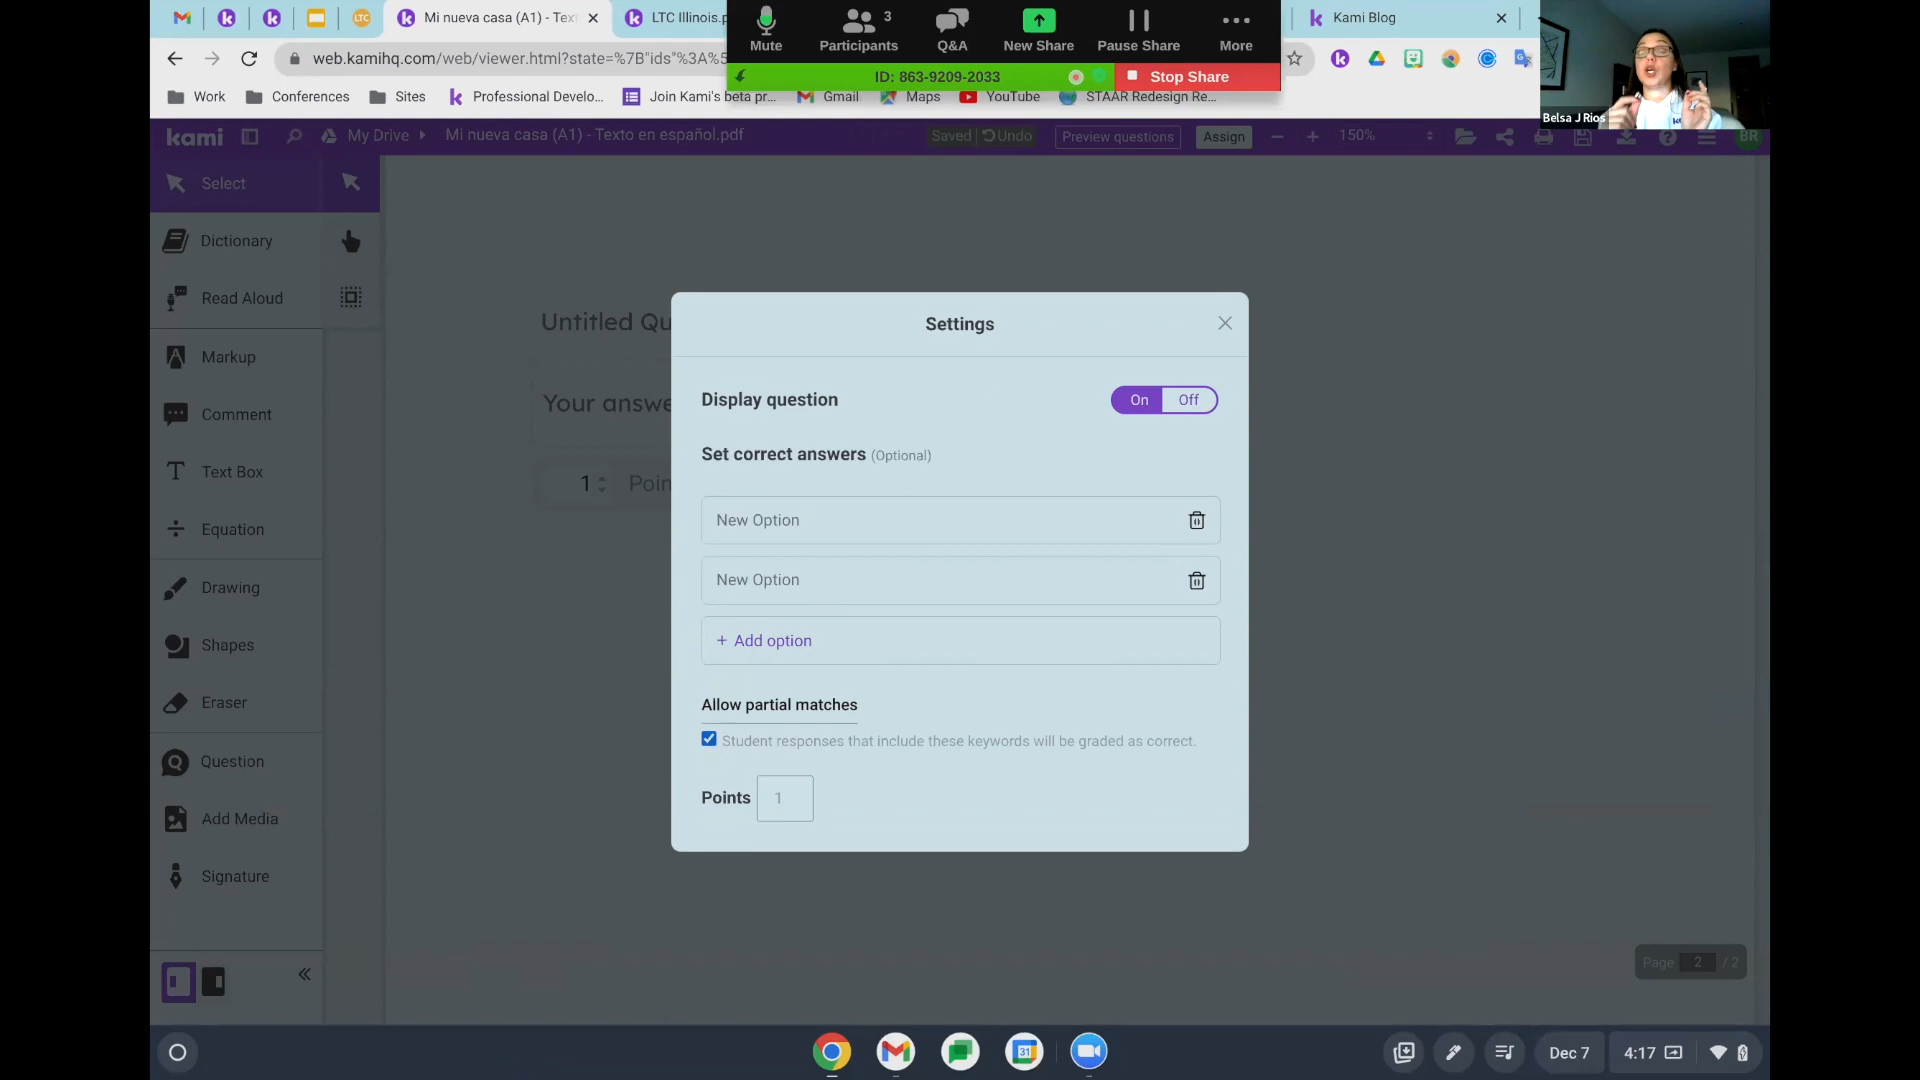 Mi nueva casa (A1) - Tex
LTC Illinois.p
Kami Blog
Mute
Participants 3
Q&A
New Share
Pause Share
More
web.kamihq.com/web/viewer.html?state=%7B"ids"%3A%5
ID: 863-9209-2033
Stop Share
Work
Conferences
Sites
Professional Develo...
Join Kami's beta pr...
Gmail
Maps
YouTube
STAAR Redesign Re...
Belsa J Rios
kami
My Drive
Mi nueva casa (A1) - Texto en español.pdf
Saved
Undo
Preview questions
Assign
150%
BR
Select
Dictionary
Read Aloud
Markup
Comment
Text Box
Equation
Drawing
Shapes
Eraser
Question
Add Media
Signature
Untitled Qu
Your answe
1 Poin
Settings
Display question
On Off
Set correct answers (Optional)
New Option
New Option
+ Add option
Allow partial matches
Student responses that include these keywords will be graded as correct.
Points 1
Page 2 / 2
31
Dec 7
4:17